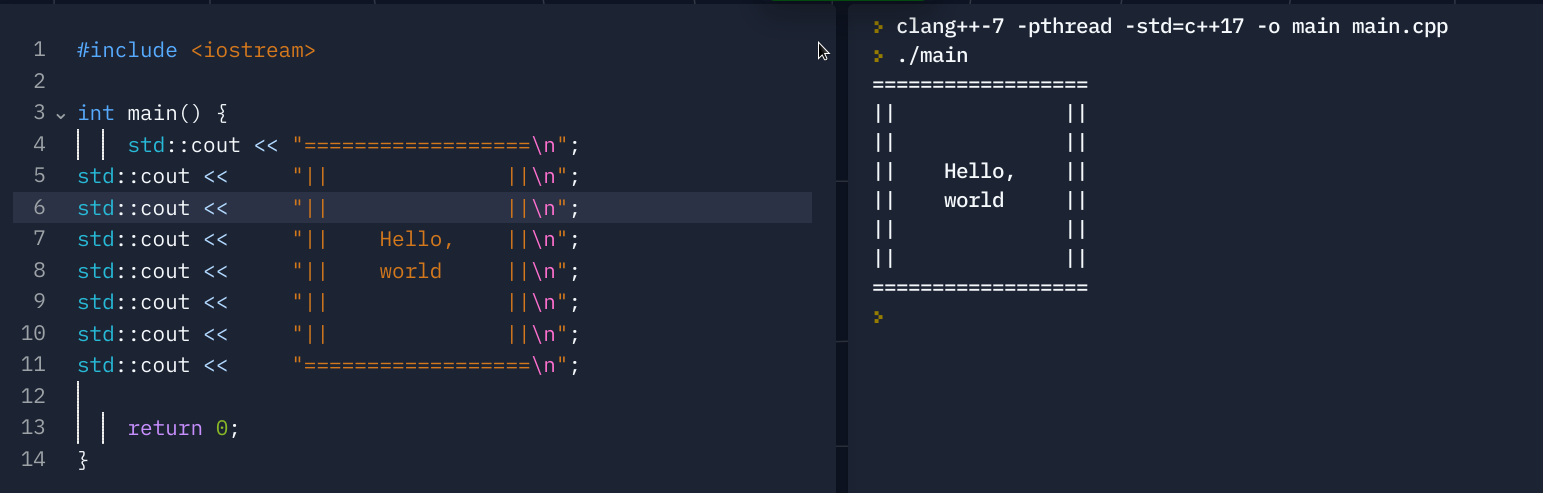 1 #include <iostream>
2
3 int main() {
4     std::cout << "==================\n";
5 std::cout <<     "||              ||\n";
6 std::cout <<     "||              ||\n";
7 std::cout <<     "||    Hello,    ||\n";
8 std::cout <<     "||    world     ||\n";
9 std::cout <<     "||              ||\n";
10 std::cout <<     "||              ||\n";
11 std::cout <<     "==================\n";
12
13     return 0;
14 }
clang++-7 -pthread -std=c++17 -o main main.cpp
./main
==================
||              ||
||              ||
||    Hello,    ||
||    world     ||
||              ||
||              ||
==================